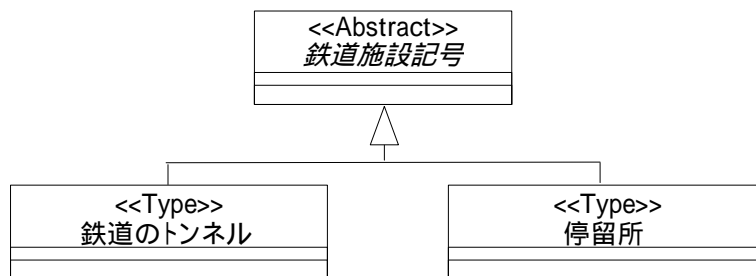 <<Abstract>>
鉄道施設記号
<<Type>>
鉄道のトンネル
<<Type>>
停留所